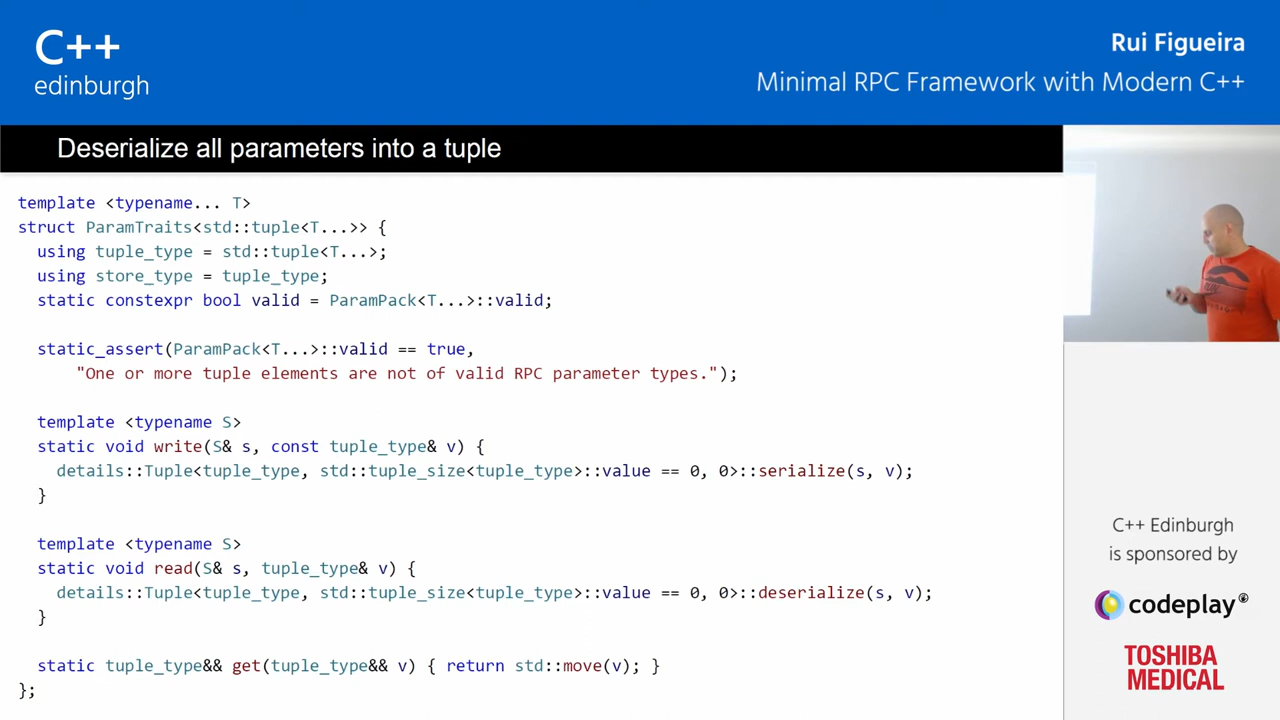 C++
edinburgh
Rui Figueira
Minimal RPC Framework with Modern C++
Deserialize all parameters into a tuple
template <typename... T>
struct ParamTraits<std::tuple<T...>> {
  using tuple_type = std::tuple<T...>;
  using store_type = tuple_type;
  static constexpr bool valid = ParamPack<T...>::valid;
  static_assert(ParamPack<T...>::valid == true,
      "One or more tuple elements are not of valid RPC parameter types.");
  template <typename S>
  static void write(S& s, const tuple_type& v) {
    details::Tuple<tuple_type, std::tuple_size<tuple_type>::value == 0, 0>::serialize(s, v);
  }
  template <typename S>
  static void read(S& s, tuple_type& v) {
    details::Tuple<tuple_type, std::tuple_size<tuple_type>::value == 0, 0>::deserialize(s, v);
  }
  static tuple_type&& get(tuple_type&& v) { return std::move(v); }
};
C++ Edinburgh
is sponsored by
codeplay
TOSHIBA
MEDICAL